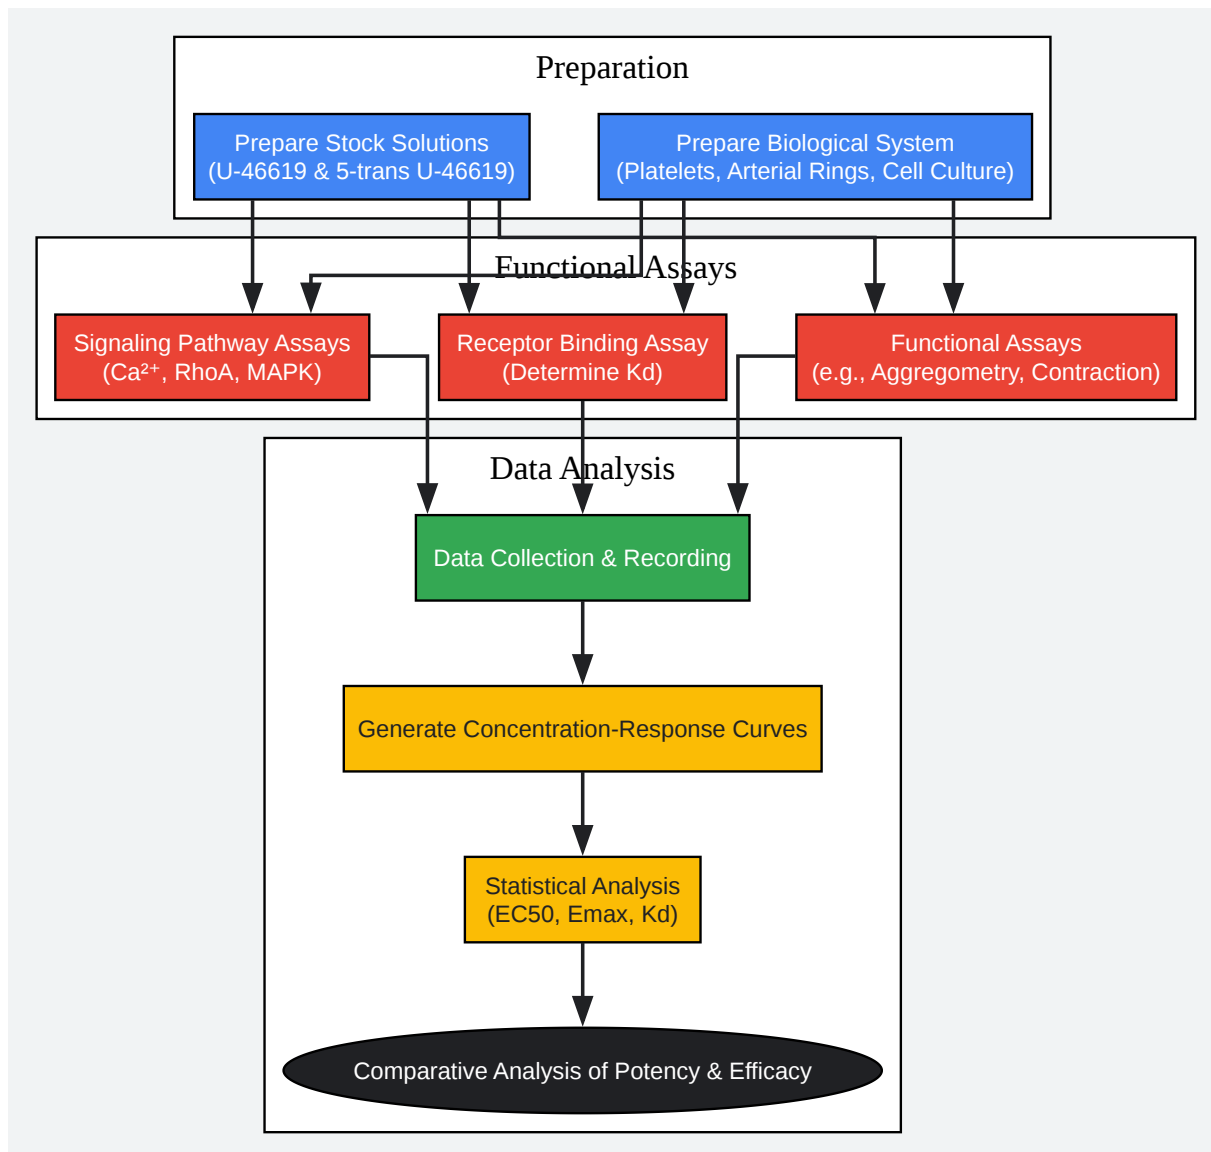 Preparation
Prepare Stock Solutions
(U-46619 & 5-trans U-46619)
Prepare Biological System
(Platelets, Arterial Rings, Cell Culture)
Functional Assays
Signaling Pathway Assays
(Ca²⁺, RhoA, MAPK)
Receptor Binding Assay
(Determine Kd)
Functional Assays
(e.g., Aggregometry, Contraction)
Data Analysis
Data Collection & Recording
Generate Concentration-Response Curves
Statistical Analysis
(EC50, Emax, Kd)
Comparative Analysis of Potency & Efficacy